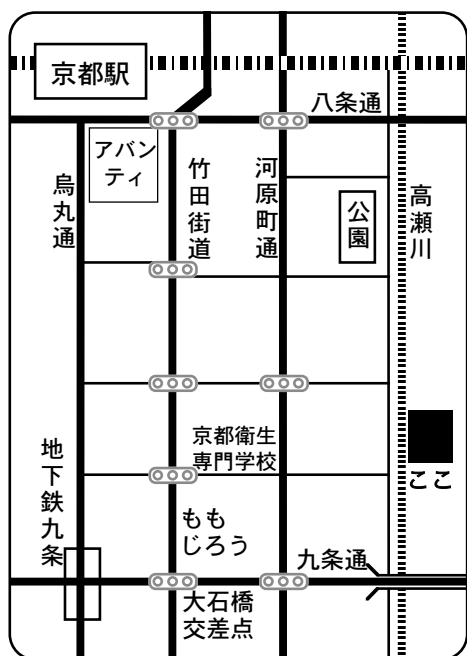 京都駅
八条通
アバン
ティ
烏丸通
竹田街道
河原町通
公園
高瀬川
京都衛生
専門学校
ここ
地下鉄九条
もも
じろう
九条通
大石橋
交差点